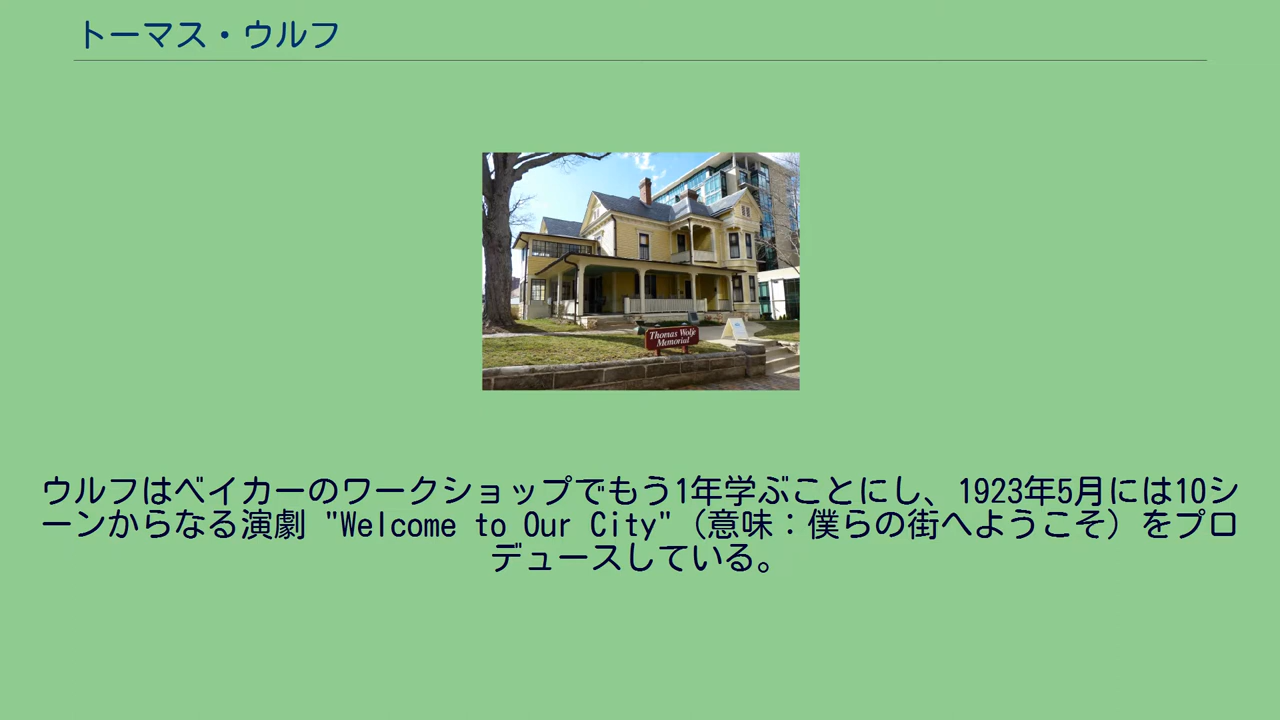 トーマス・ウルフ
Thomas Wolfe
Memorial
ウルフはベイカーのワークショップでもう1年学ぶことにし、1923年5月には10シ
ーンからなる演劇 "Welcome to Our City"（意味：僕らの街へようこそ）をプロ
デュースしている。